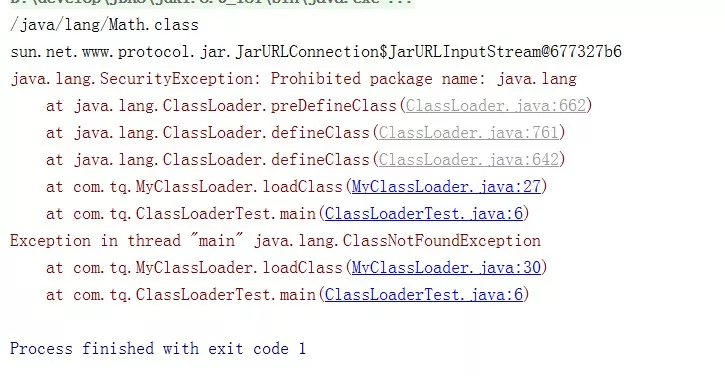 /java/lang/Math.class
sun.net.www.protocol.jar.JarURLConnection$JarURLInputStream@677327b6
java.lang.SecurityException: Prohibited package name: java.lang
    at java.lang.ClassLoader.preDefineClass(ClassLoader.java:662)
    at java.lang.ClassLoader.defineClass(ClassLoader.java:761)
    at java.lang.ClassLoader.defineClass(ClassLoader.java:642)
    at com.tq.MyClassLoader.loadClass(MyClassLoader.java:27)
    at com.tq.ClassLoaderTest.main(ClassLoaderTest.java:6)
Exception in thread "main" java.lang.ClassNotFoundException
    at com.tq.MyClassLoader.loadClass(MyClassLoader.java:30)
    at com.tq.ClassLoaderTest.main(ClassLoaderTest.java:6)
Process finished with exit code 1